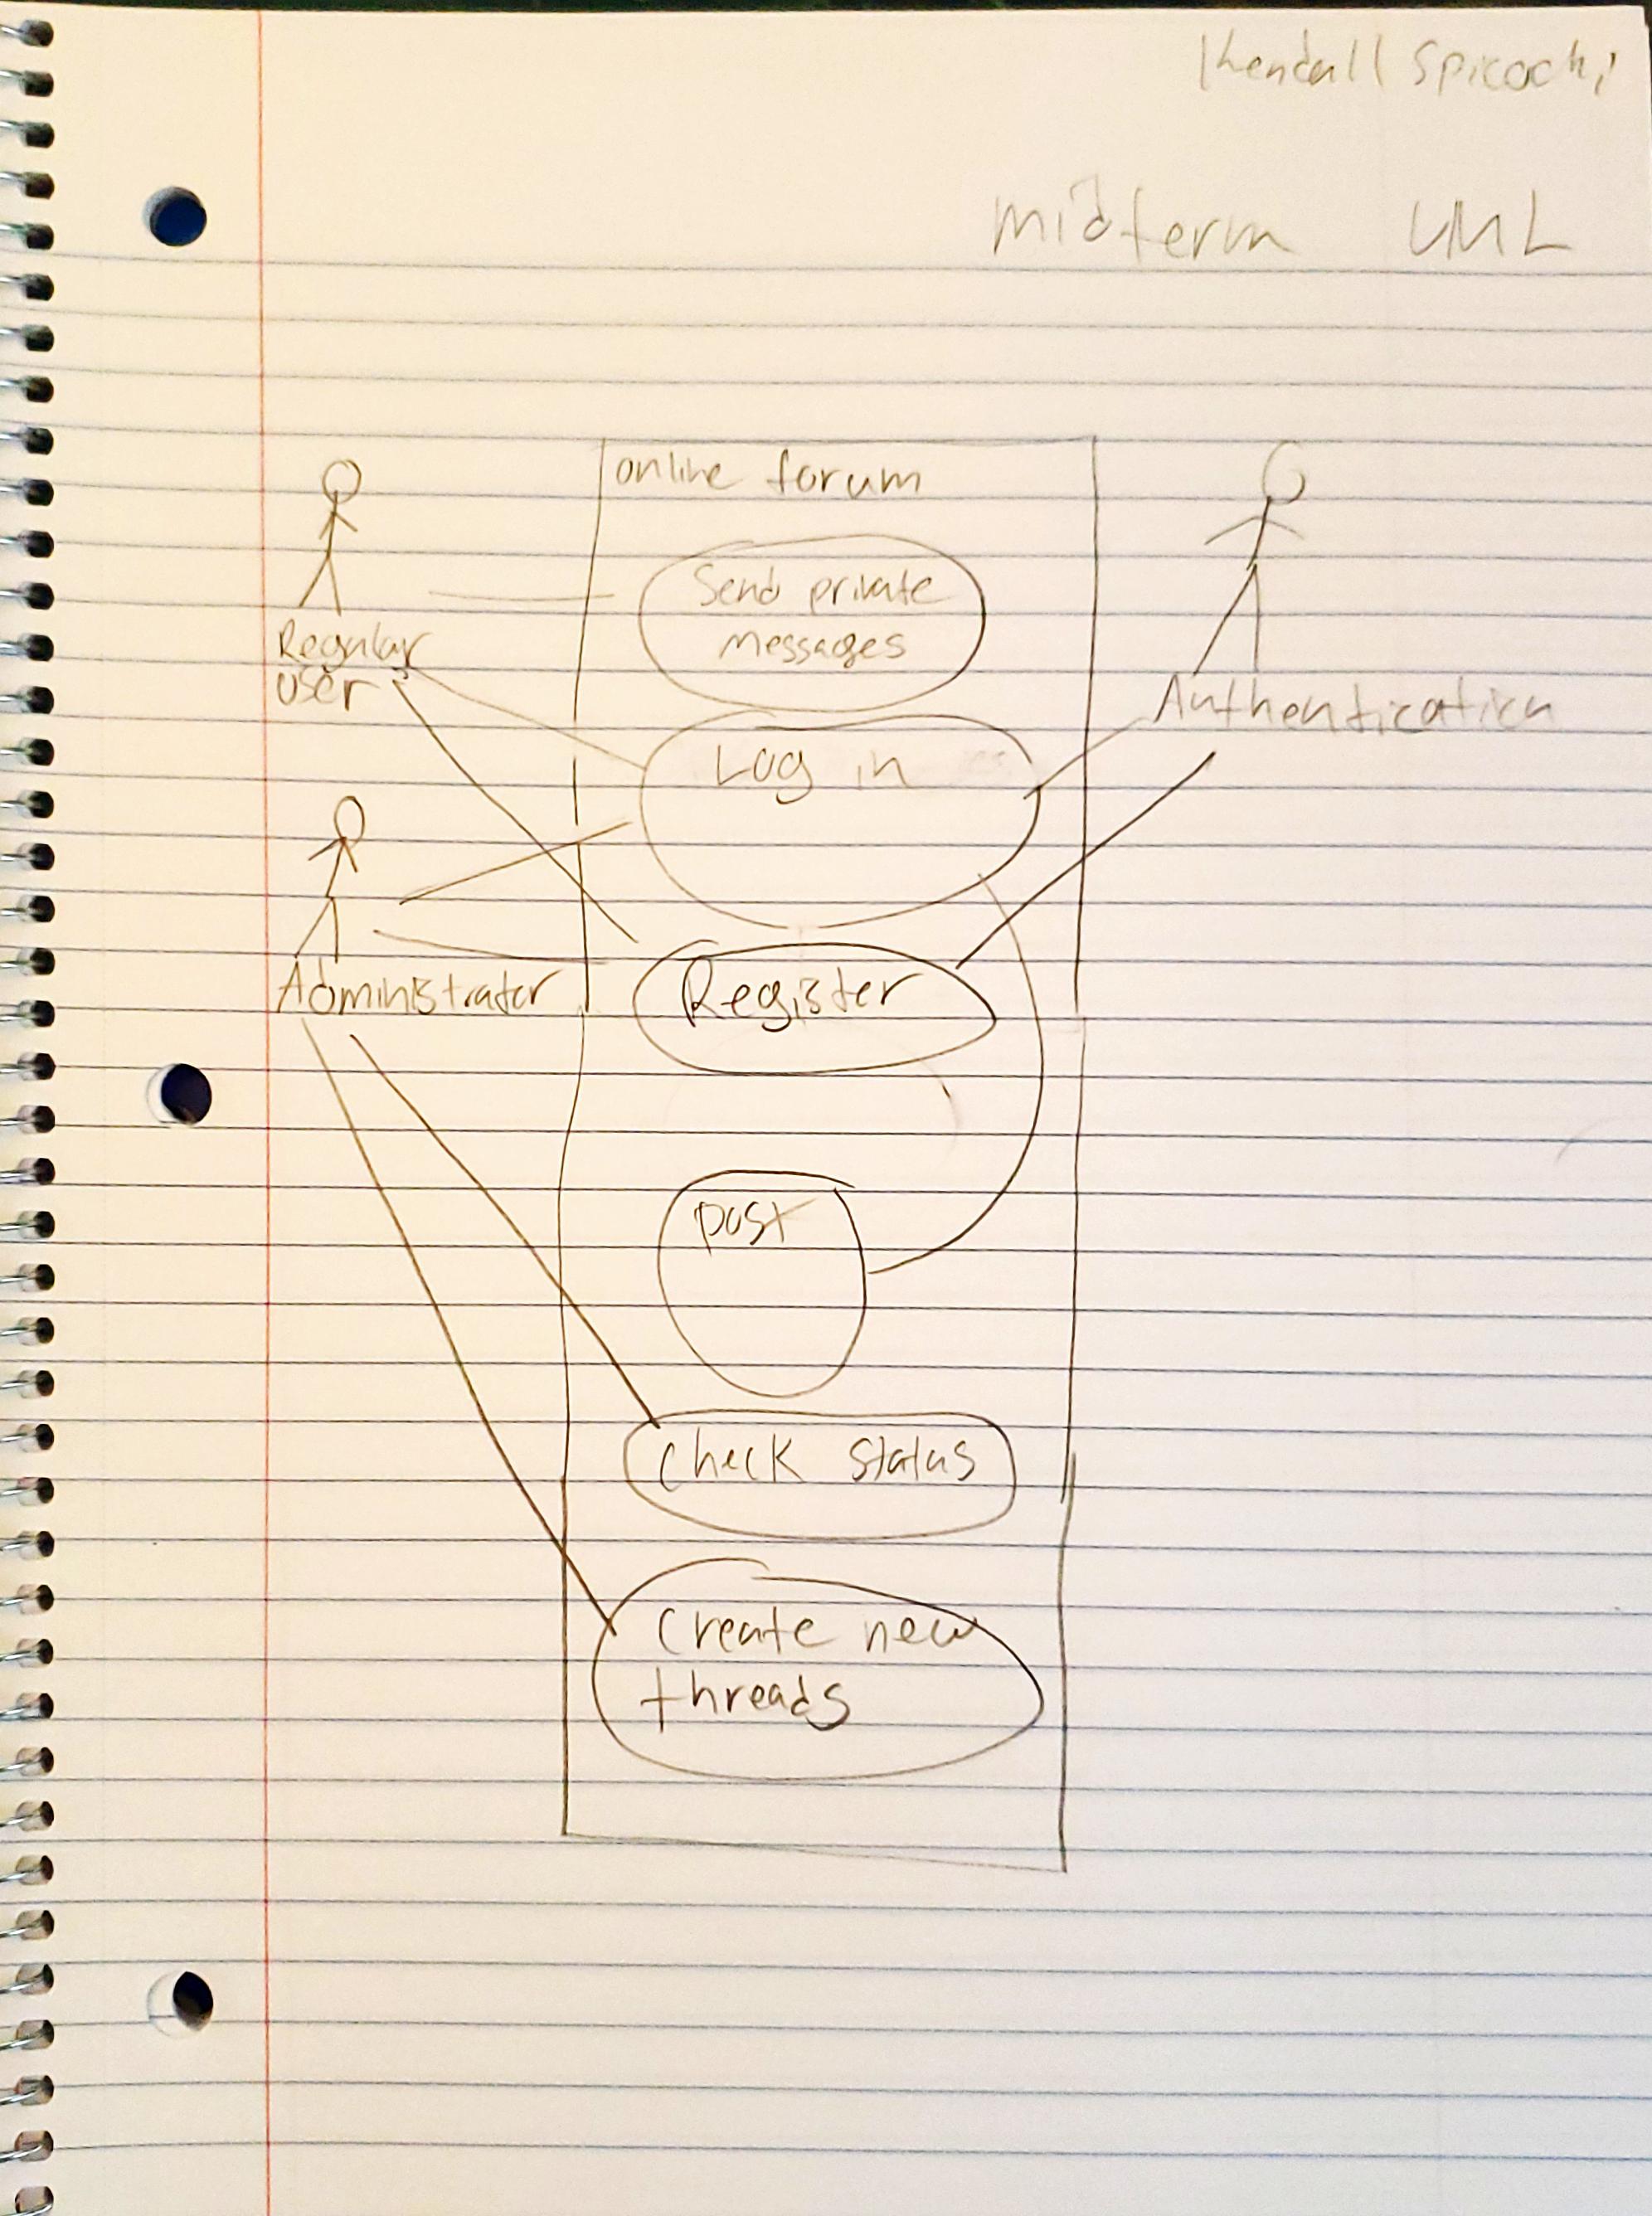 Kendall Spicochi
midterm UML
online forum
Send private
messages
Regular
user
Authentication
Log in
Administrator
Register
post
check status
Create new
threads